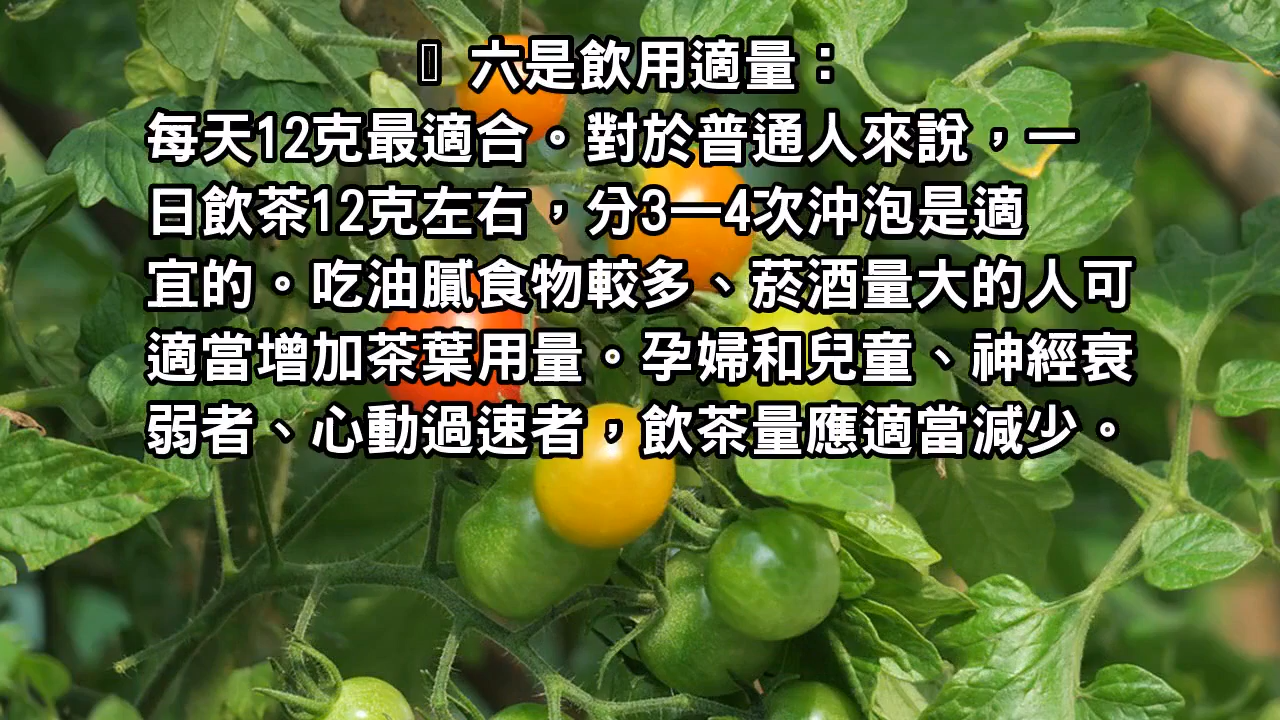 六是飲用適量：
每天12克最適合。對於普通人來說，一
日飲茶12克左右，分3—4次沖泡是適
宜的。吃油膩食物較多、菸酒量大的人可
適當增加茶葉用量。孕婦和兒童、神經衰
弱者、心動過速者，飲茶量應適當減少。